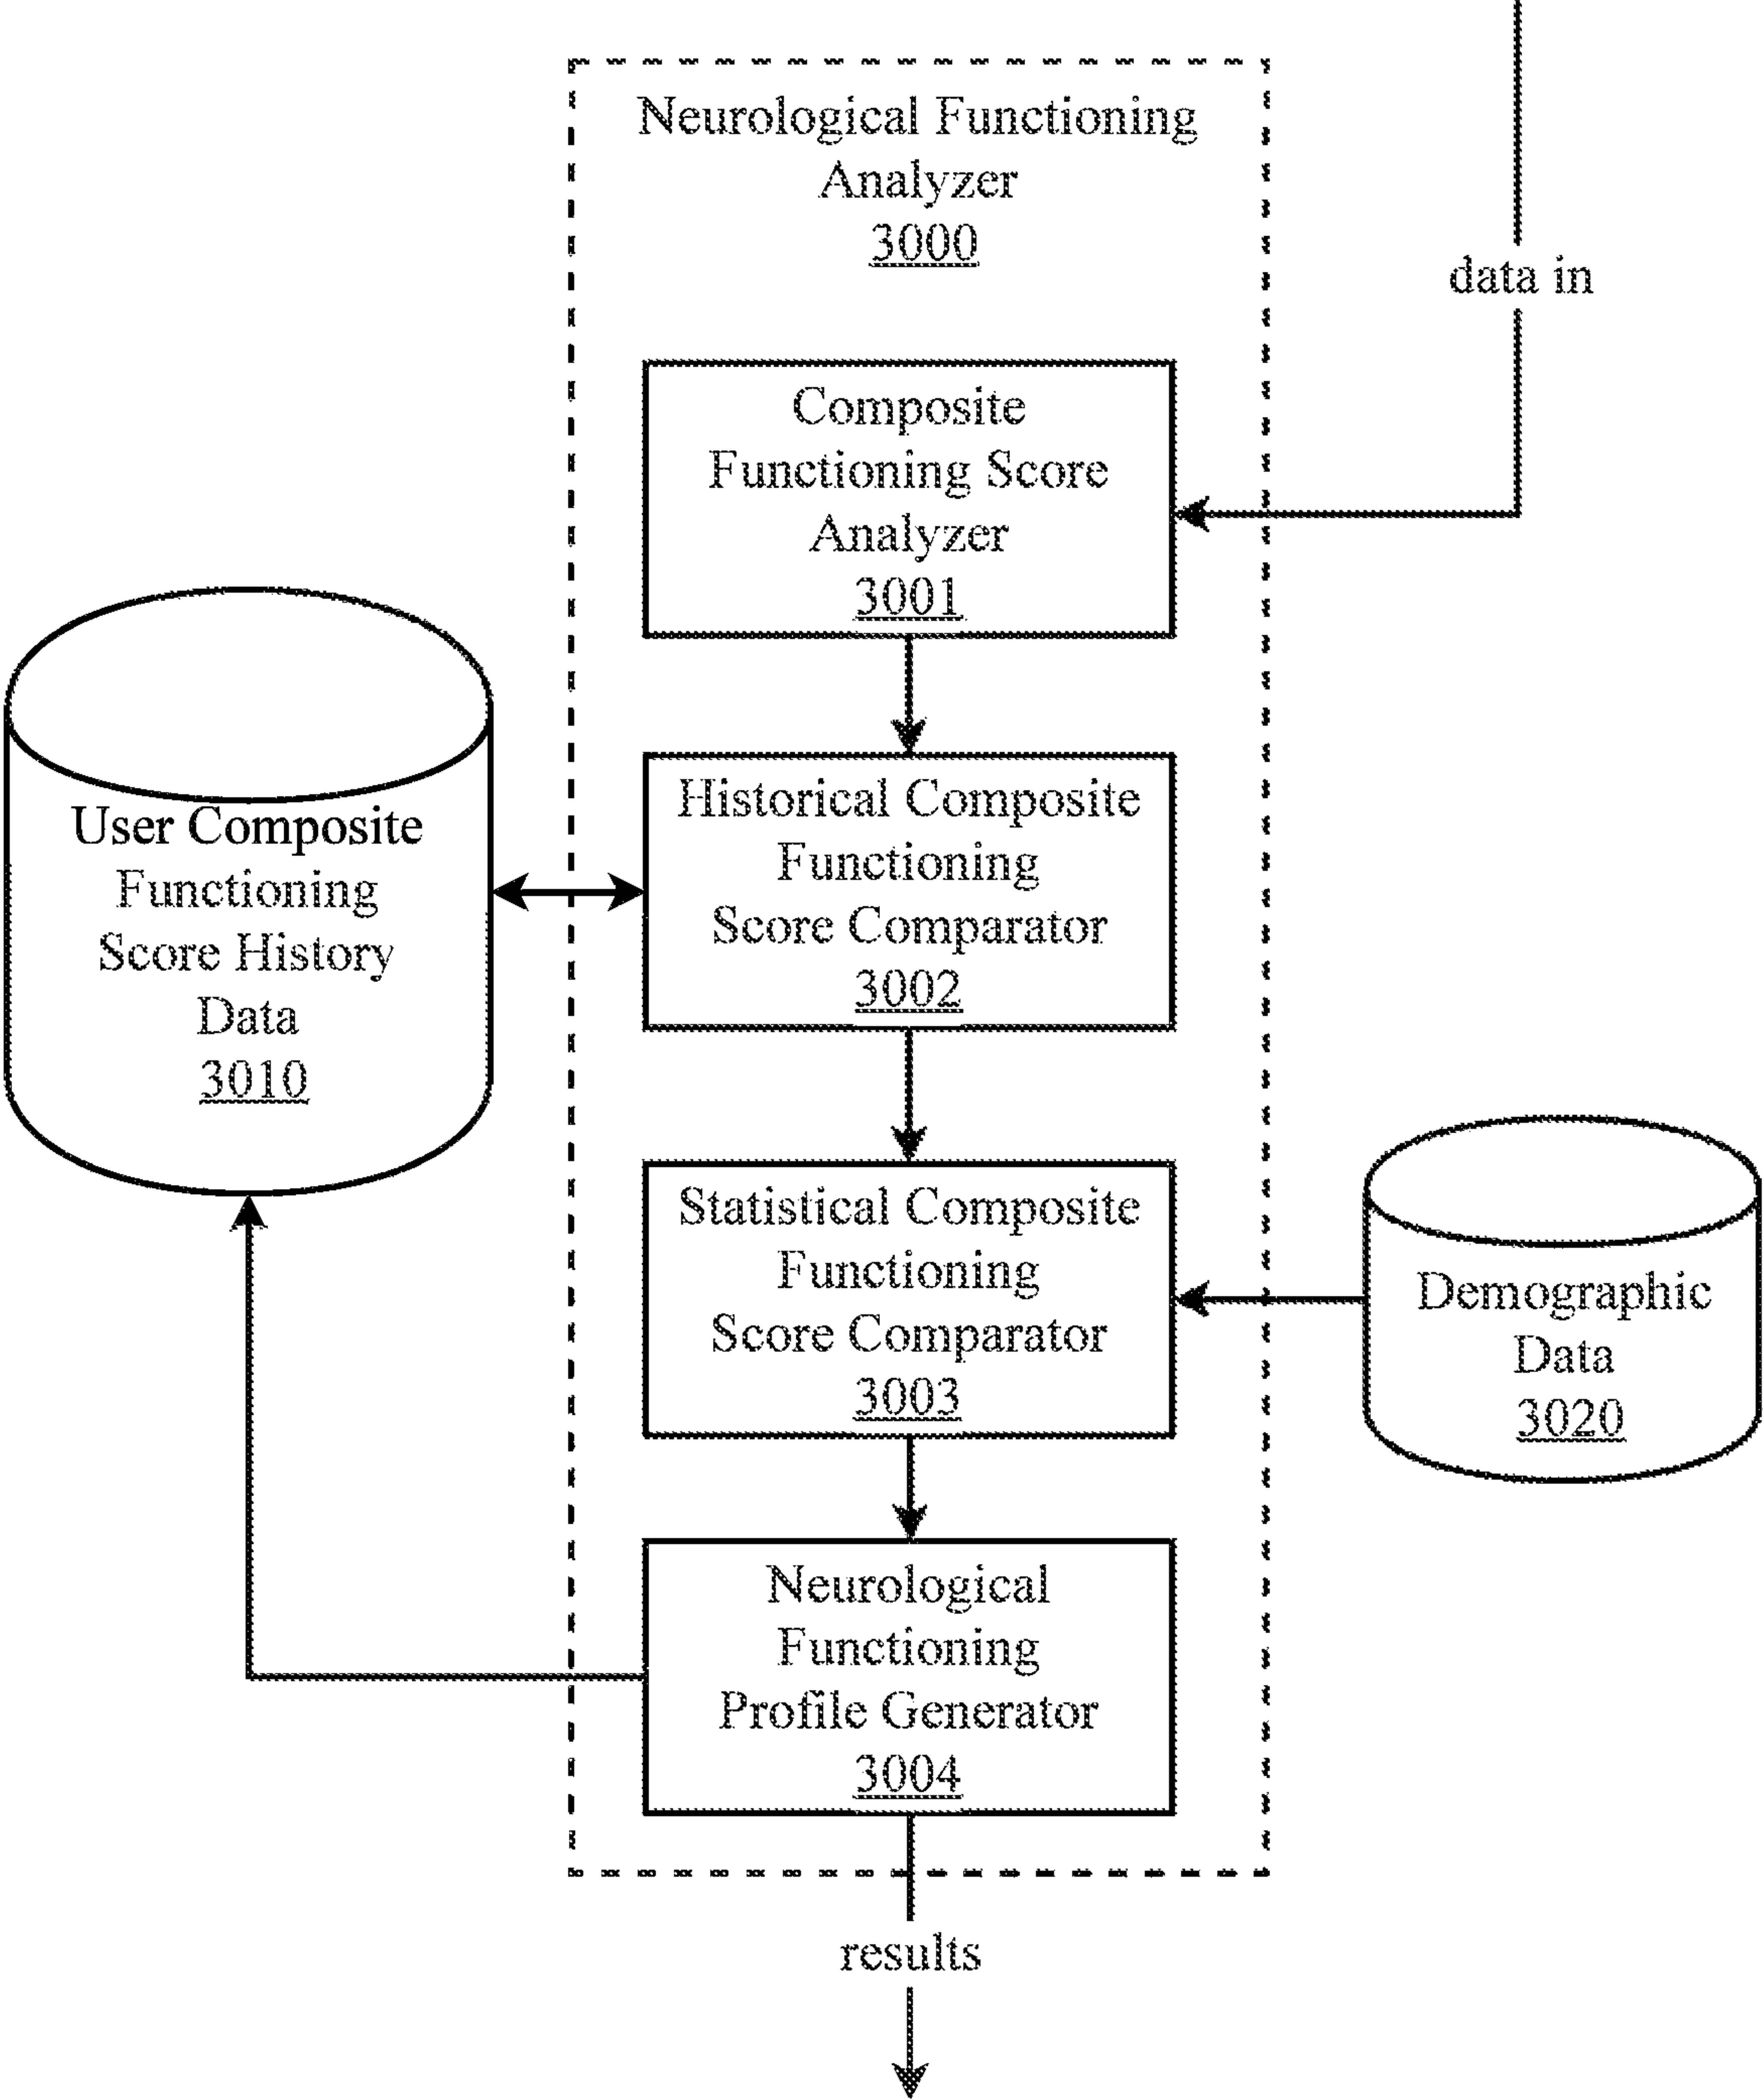 Neurological Functioning
Analyzer
3000
data in
Composite
Functioning Score
Analyzer
3001
Historical Composite
Functioning
Score Comparator
3002
User Composite
Functioning
Score History
Data
3010
Statistical Composite
Functioning
Score Comparator
3003
Demographic
Data
3020
Neurological
Functioning
Profile Generator
3004
results